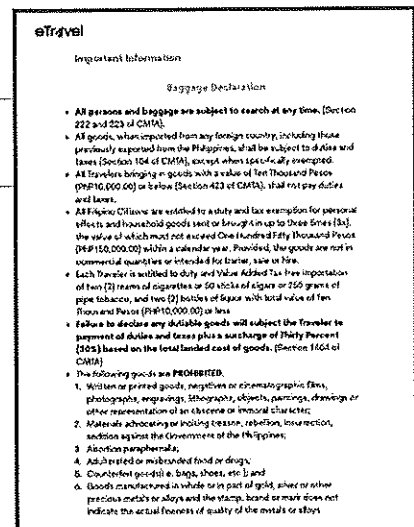 eTravel
Important Information
Baggage Declaration
• All persons and baggage are subject to search at any time. (Section
222 and 223 of CMTA).
• All goods, when imported from any foreign country, including those
previously exported from the Philippines, shall be subject to duties and
taxes (Section 104 of CMTA), except when specifically exempted.
• All Travelers bringing in goods with a value of Ten Thousand Pesos
(PHP10,000.00) or below (Section 423 of CMTA), shall not pay duties
and taxes.
• All Filipino Citizens are entitled to a duty and tax exemption for personal
effects and household goods sent or brought in up to three times (3x),
the value of which must not exceed One Hundred Fifty Thousand Pesos
(PHP150,000.00) within a calendar year. Provided, the goods are not in
commercial quantities or intended for barter, sale or hire.
• Each Traveler is entitled to duty and Value Added Tax free importation
of two (2) reams of cigarettes or 50 sticks of cigars or 250 grams of
pipe tobacco, and two (2) bottles of liquor with total value of Ten
Thousand Pesos (PHP10,000.00) or less
• Failure to declare any dutiable goods will subject the Traveler to
payment of duties and taxes plus a surcharge of Thirty Percent
(30%) based on the total landed cost of goods. (Section 1404 of
CMTA)
• The following goods are PROHIBITED:
1. Written or printed goods, negatives or cinematographic films,
photographs, engravings, lithographs, objects, paintings, drawings or
other representation of an obscene or immoral character;
2. Materials advocating or inciting treason, rebellion, insurrection,
sedition against the Government of the Philippines;
3. Abortion paraphernalia;
4. Adulterated or misbranded food or drugs;
5. Counterfeit goods(i.e. bags, shoes, etc.); and
6. Goods manufactured in whole or in part of gold, silver or other
precious metals or alloys and the stamp, brand or mark does not
indicate the actual fineness of quality of the metals or alloys